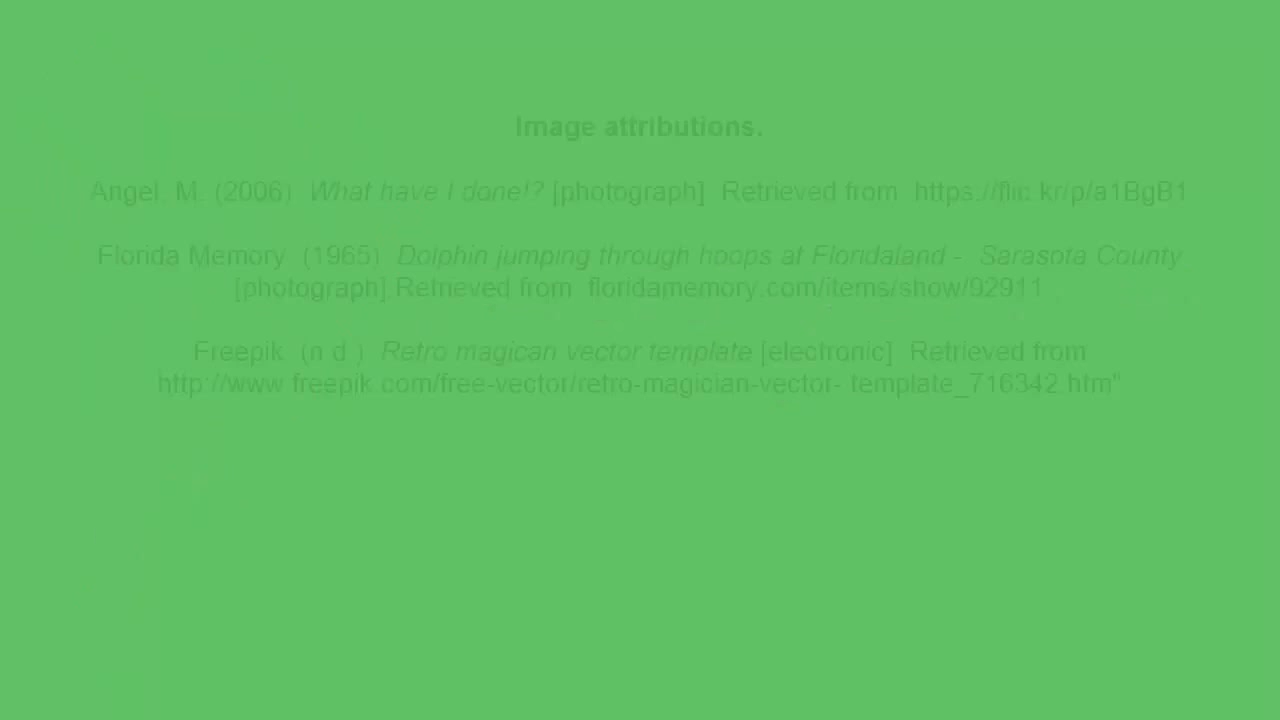 Image attributions.
Angel, M. (2006). What have I done!? [photograph]. Retrieved from https://flic.kr/p/a1BgB1
Florida Memory. (1965). Dolphin jumping through hoops at Floridaland - Sarasota County
[photograph].Retrieved from floridamemory.com/items/show/92911
Freepik. (n.d.). Retro magican vector template [electronic]. Retrieved from
http://www.freepik.com/free-vector/retro-magician-vector- template_716342.htm"